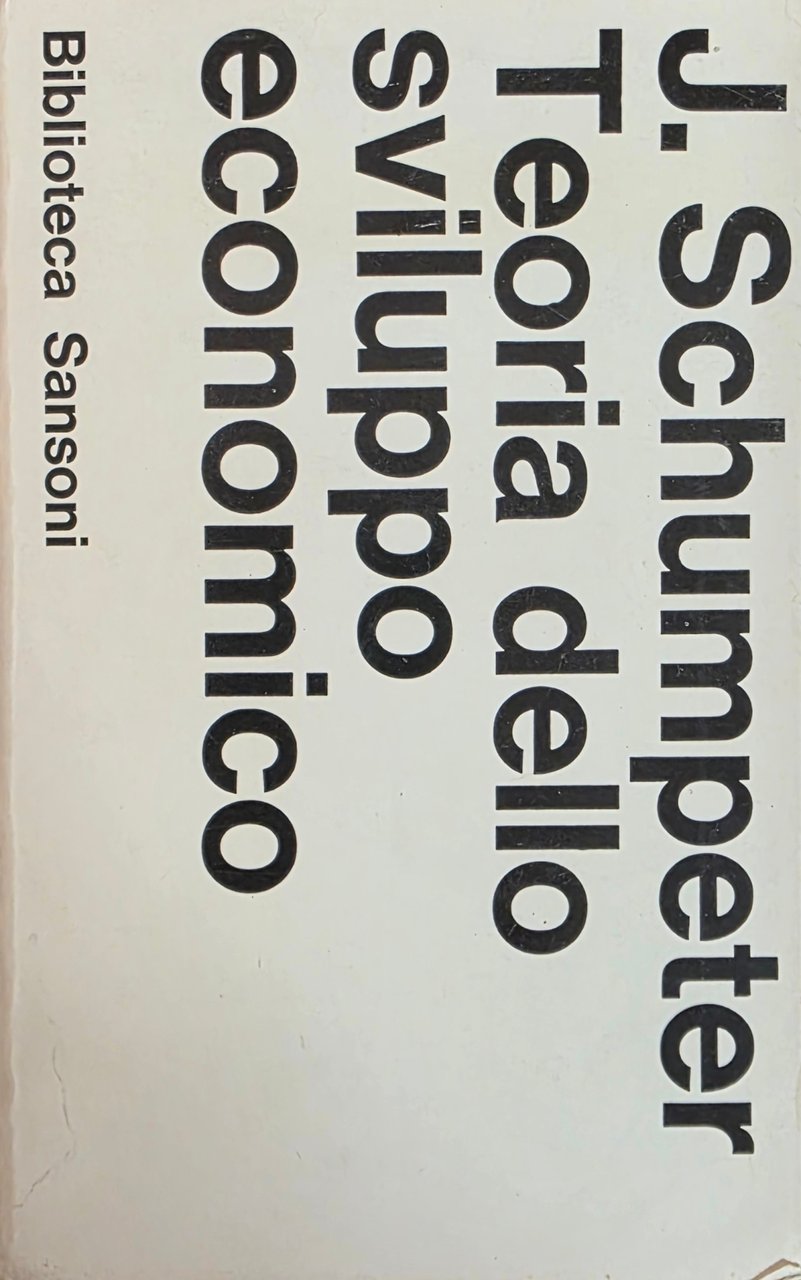 J. Schumpeter
Teoria dello
sviluppo
economico
Biblioteca Sansoni